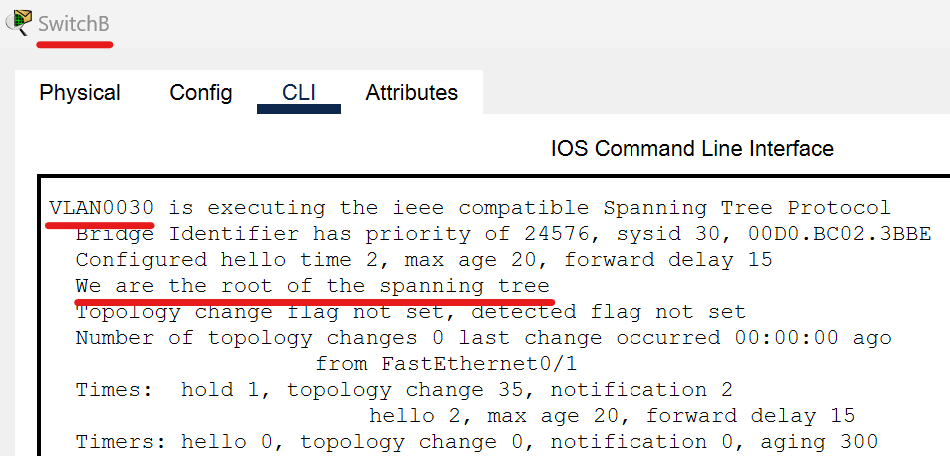 SwitchB
Physical Config CLI Attributes
IOS Command Line Interface
VLAN0030 is executing the ieee compatible Spanning Tree Protocol
Bridge Identifier has priority of 24576, sysid 30, 00D0.BC02.3BBE
Configured hello time 2, max age 20, forward delay 15
We are the root of the spanning tree
Topology change flag not set, detected flag not set
Number of topology changes 0 last change occurred 00:00:00 ago
from FastEthernet0/1
Times: hold 1, topology change 35, notification 2
hello 2, max age 20, forward delay 15
Timers: hello 0, topology change 0, notification 0, aging 300